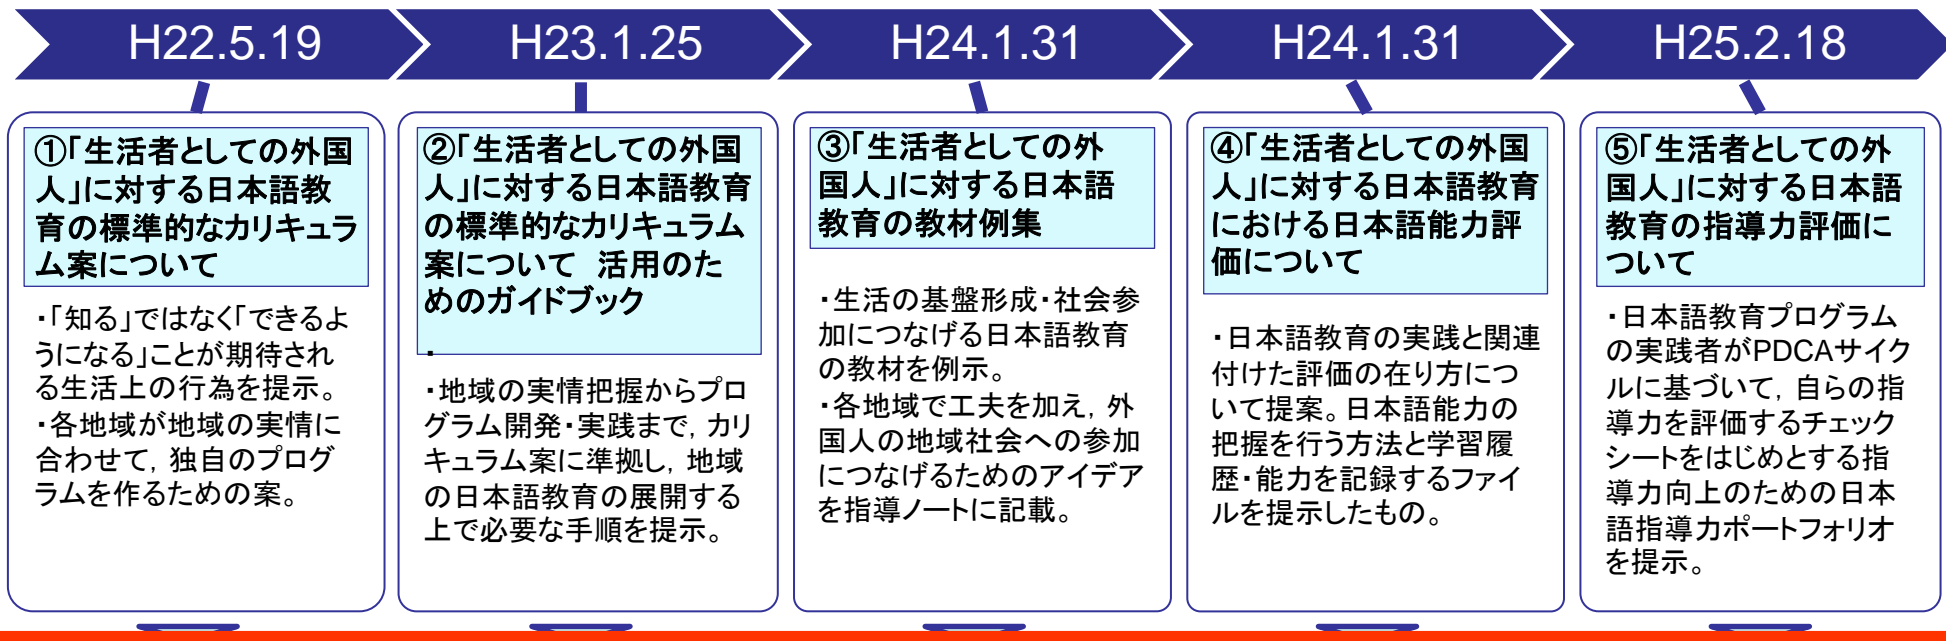 H22.5.19
H23.1.25
H24.1.31
H24.1.31
H25.2.18
①「生活者としての外国
人」に対する日本語教
育の標準的なカリキュラ
ム案について
・「知る」ではなく「できるよ
うになる」ことが期待され
る生活上の行為を提示。
・各地域が地域の実情に
合わせて，独自のプログ
ラムを作るための案。
②「生活者としての外国
人」に対する日本語教育
の標準的なカリキュラム
案について　活用のた
めのガイドブック
・
・地域の実情把握からプロ
グラム開発・実践まで，カリ
キュラム案に準拠し，地域
の日本語教育の展開する
上で必要な手順を提示。
③「生活者としての外
国人」に対する日本語
教育の教材例集
・生活の基盤形成・社会参
加につなげる日本語教育
の教材を例示。
・各地域で工夫を加え，外
国人の地域社会への参加
につなげるためのアイデア
を指導ノートに記載。
④「生活者としての外国
人」に対する日本語教育
における日本語能力評
価について
・日本語教育の実践と関連
付けた評価の在り方につ
いて提案。日本語能力の
把握を行う方法と学習履
歴・能力を記録するファイ
ルを提示したもの。
⑤「生活者としての外
国人」に対する日本語
教育の指導力評価に
ついて
・日本語教育プログラム
の実践者がPDCAサイク
ルに基づいて，自らの指
導力を評価するチェック
シートをはじめとする指
導力向上のための日本
語指導力ポートフォリオ
を提示。